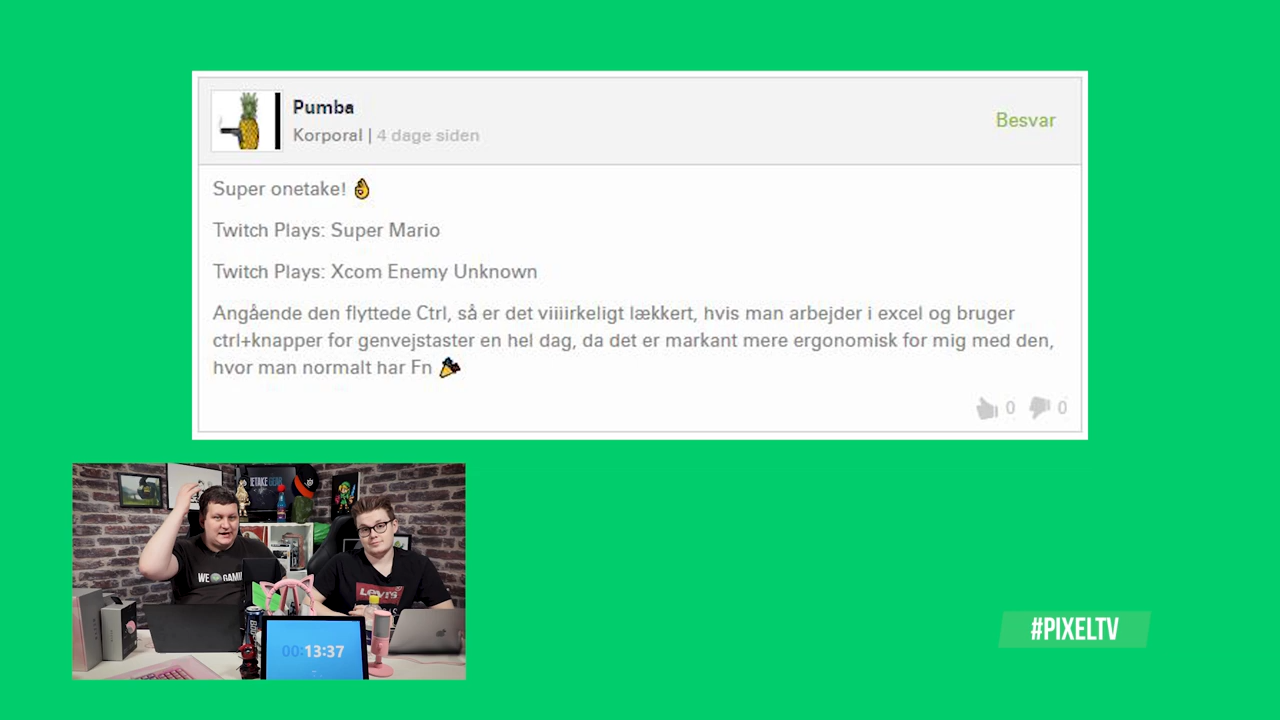 Pumba
Korporal | 4 dage siden
Besvar
Super onetake! 👌
Twitch Plays: Super Mario
Twitch Plays: Xcom Enemy Unknown
Angående den flyttede Ctrl, så er det viiiirkeligt lækkert, hvis man arbejder i excel og bruger
ctrl+knapper for genvejstaster en hel dag, da det er markant mere ergonomisk for mig med den,
hvor man normalt har Fn 🎉
0 0
LEVI'S
00:13:37
#PIXELTV